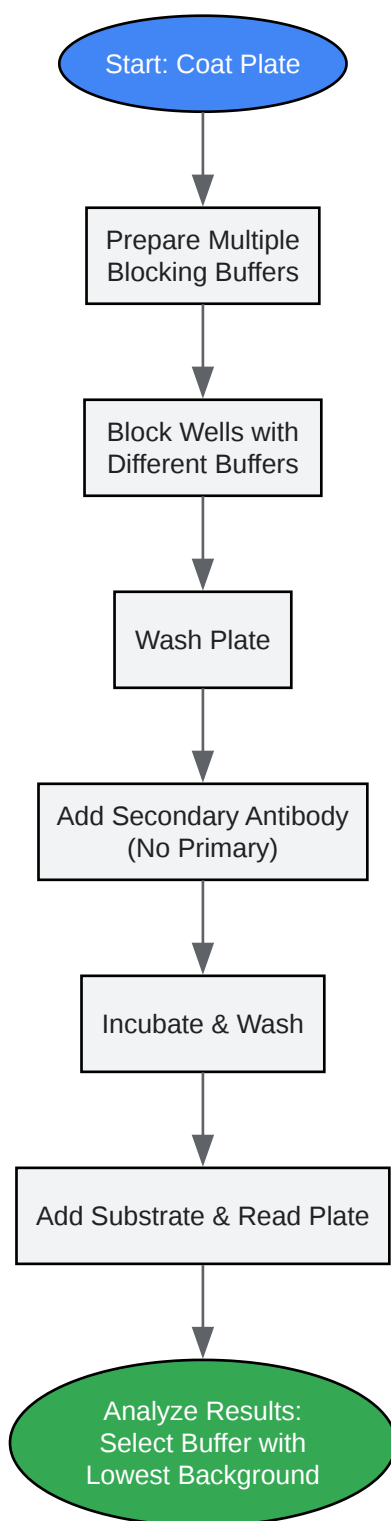 Start: Coat Plate
Prepare Multiple
Blocking Buffers
Block Wells with
Different Buffers
Wash Plate
Add Secondary Antibody
(No Primary)
Incubate & Wash
Add Substrate & Read Plate
Analyze Results:
Select Buffer with
Lowest Background